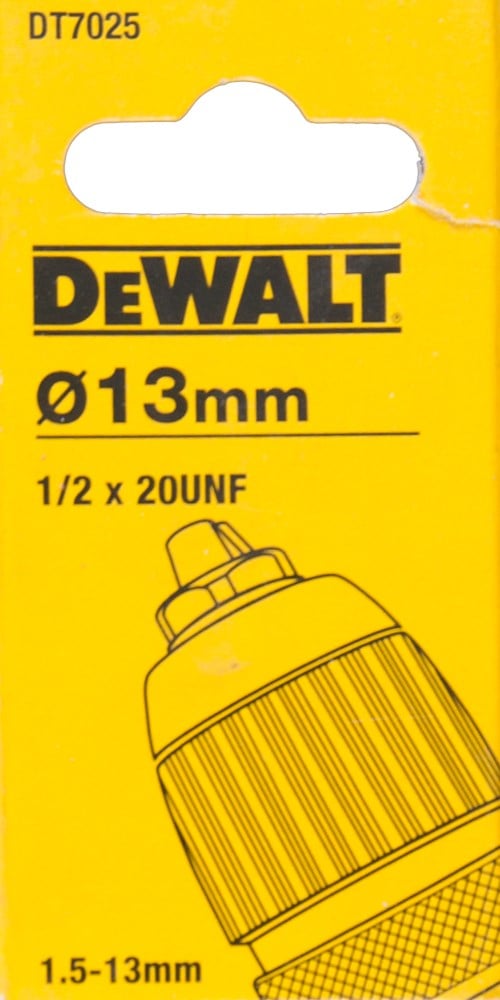 DT7025
DEWALT®
Ø13mm
1/2 x 20UNF
1.5-13mm